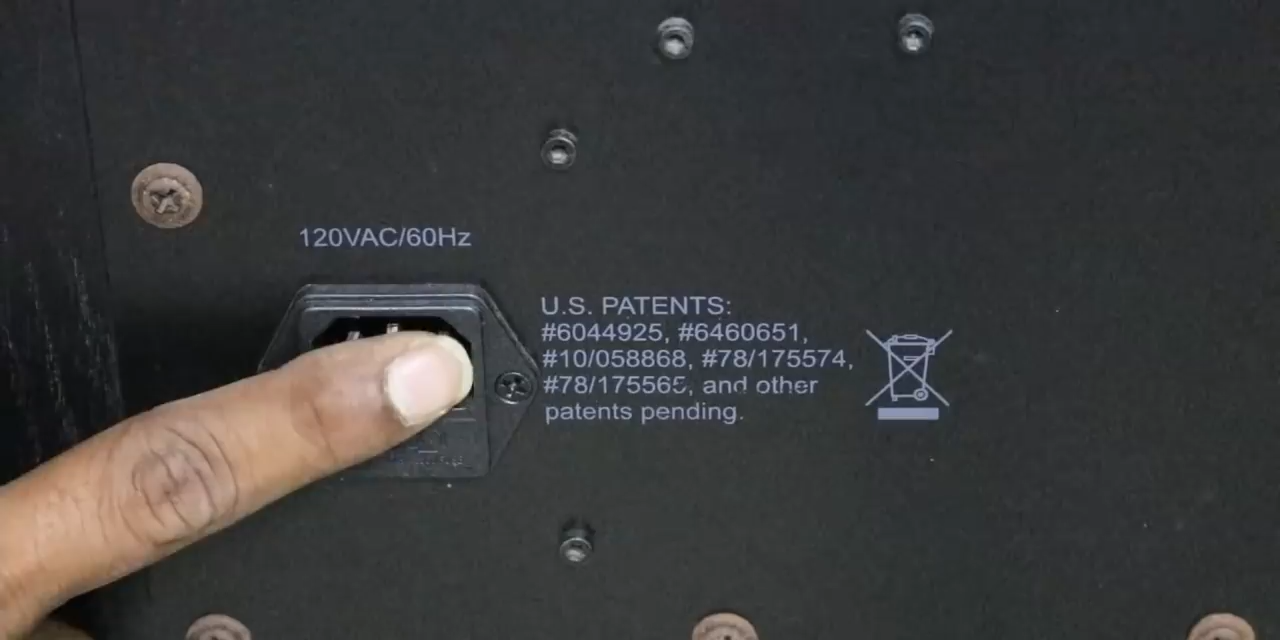 120VAC/60Hz
U.S. PATENTS:
#6044925, #6460651,
#10/058868, #78/175574,
#78/175565, and other
patents pending.